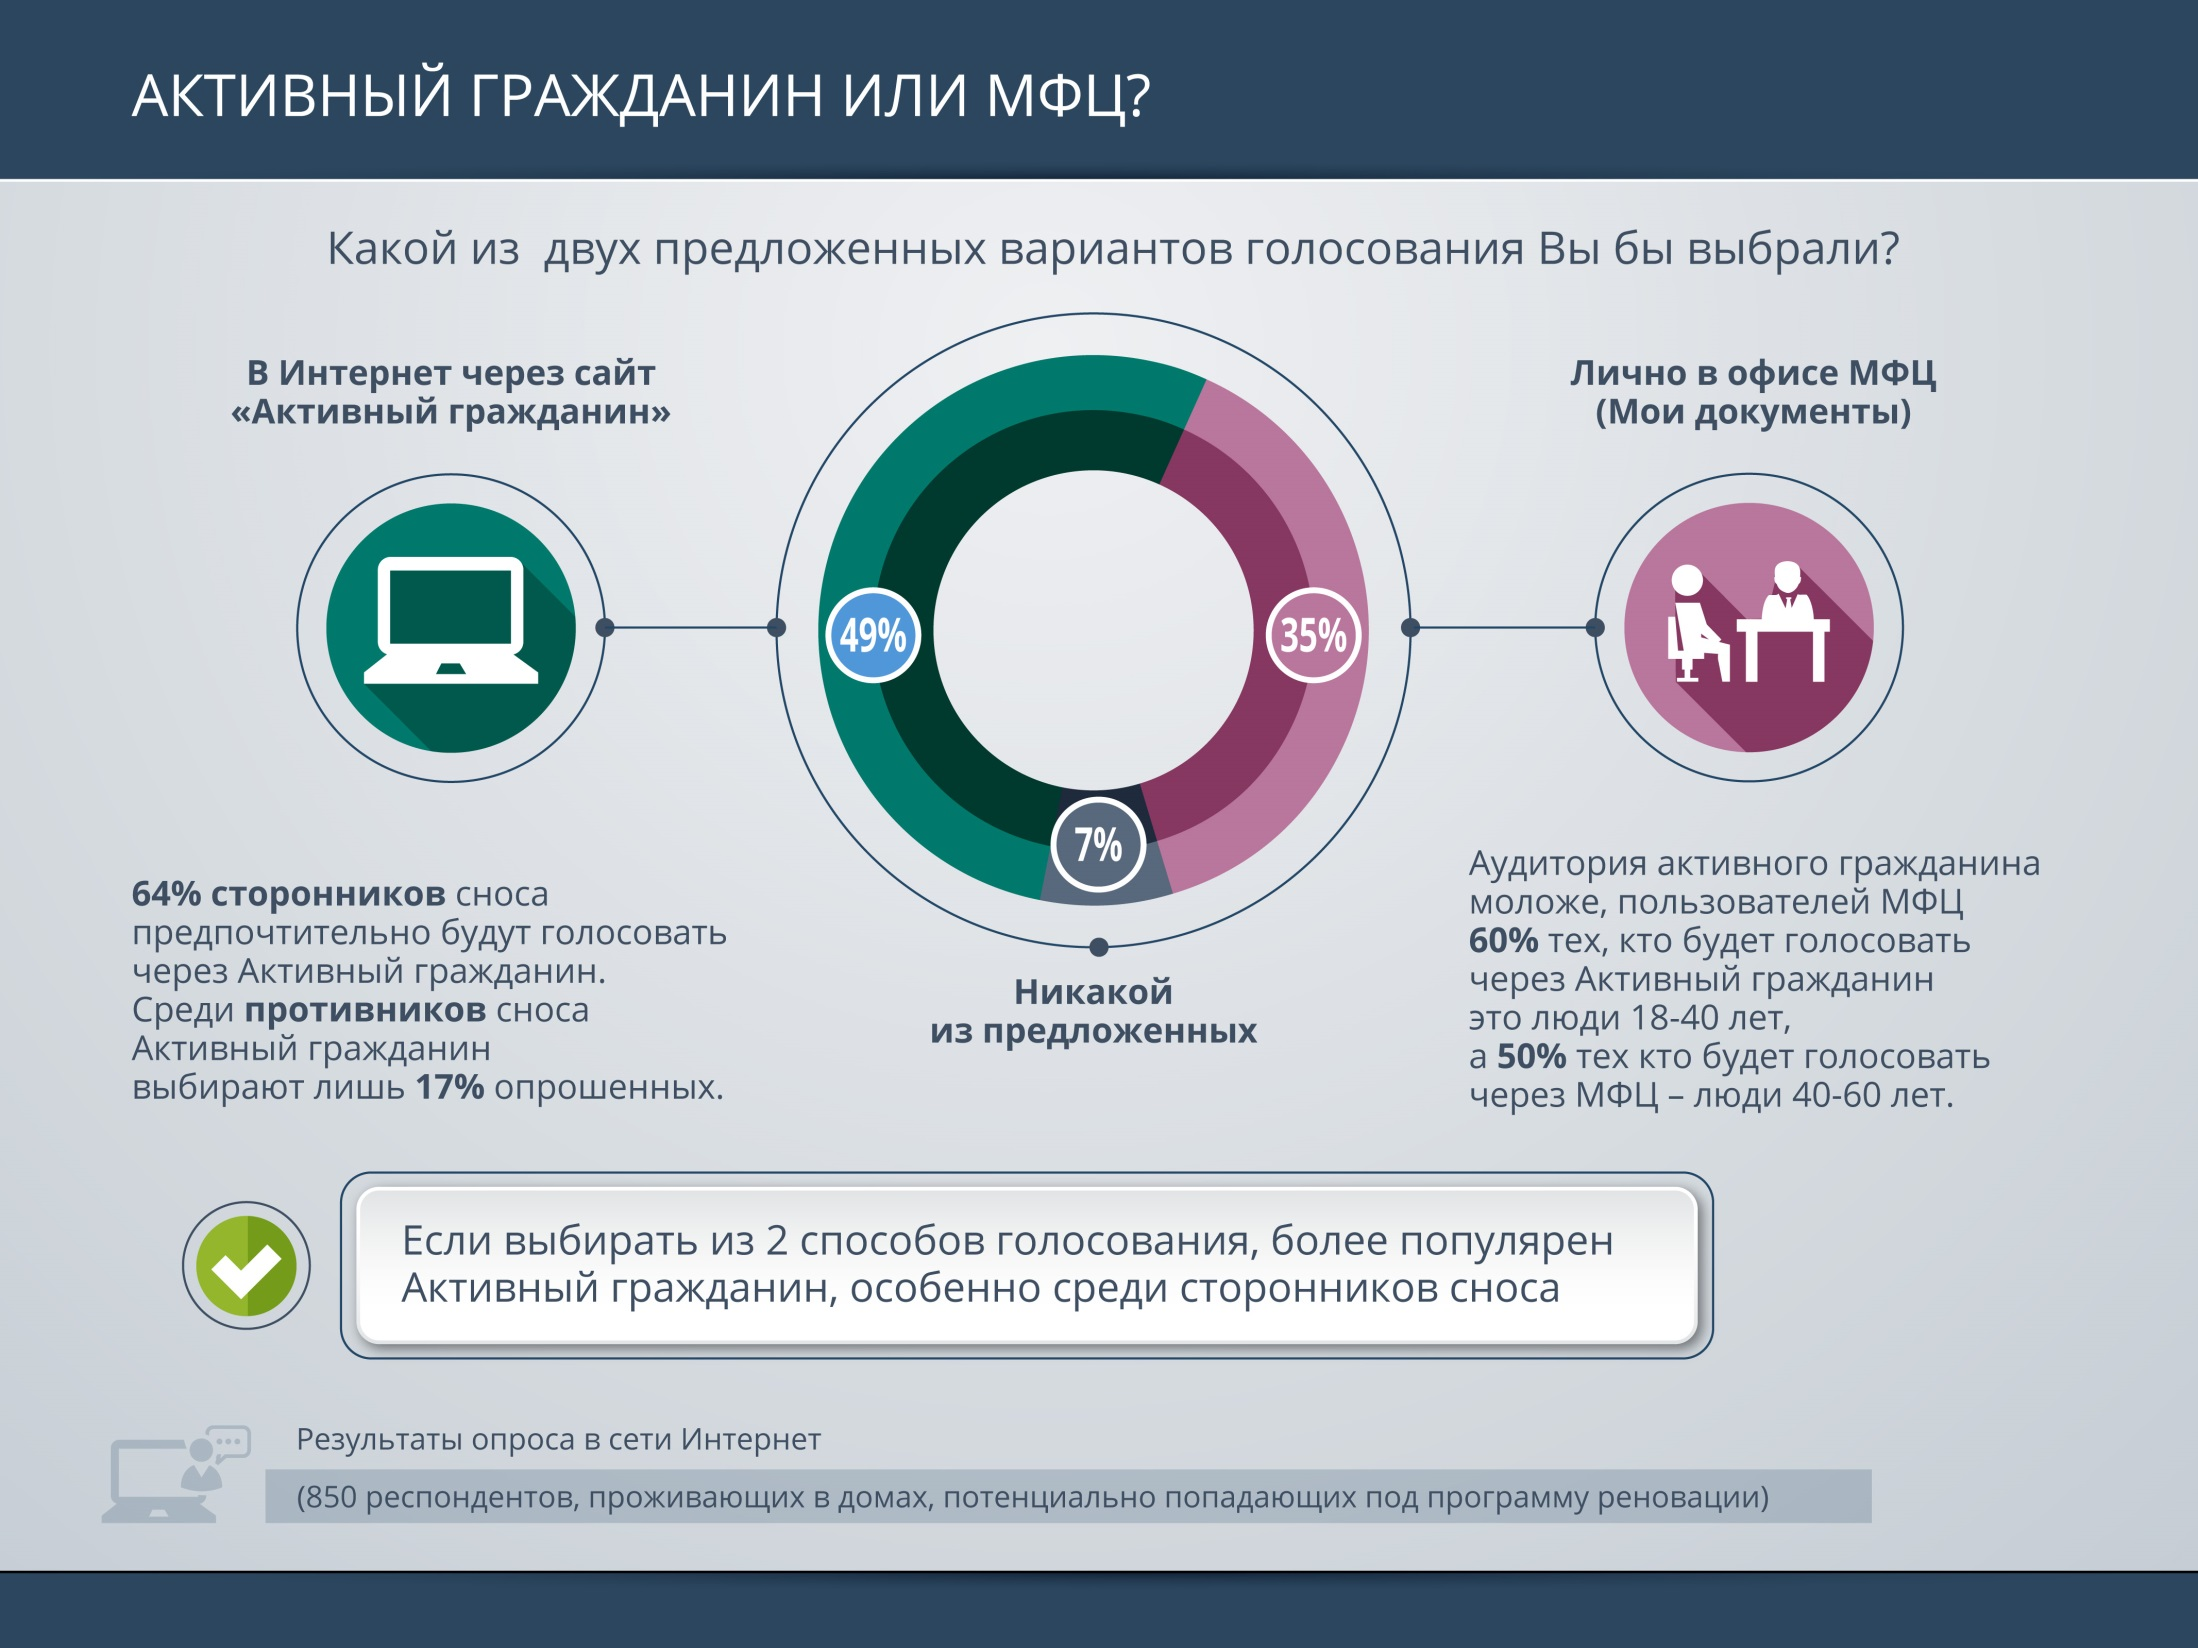 АКТИВНЫЙ ГРАЖДАНИН ИЛИ МФЦ?
Какой из двух предложенных вариантов голосования Вы бы выбрали?
В Интернет через сайт
«Активный гражданин»
Лично в офисе МФЦ
(Мои документы)
49%
35%
7%
Никакой
из предложенных
64% сторонников сноса
предпочтительно будут голосовать
через Активный гражданин.
Среди противников сноса
Активный гражданин
выбирают лишь 17% опрошенных.
Аудитория активного гражданина
моложе, пользователей МФЦ
60% тех, кто будет голосовать
через Активный гражданин
это люди 18-40 лет,
а 50% тех кто будет голосовать
через МФЦ – люди 40-60 лет.
Если выбирать из 2 способов голосования, более популярен
Активный гражданин, особенно среди сторонников сноса
Результаты опроса в сети Интернет
(850 респондентов, проживающих в домах, потенциально попадающих под программу реновации)